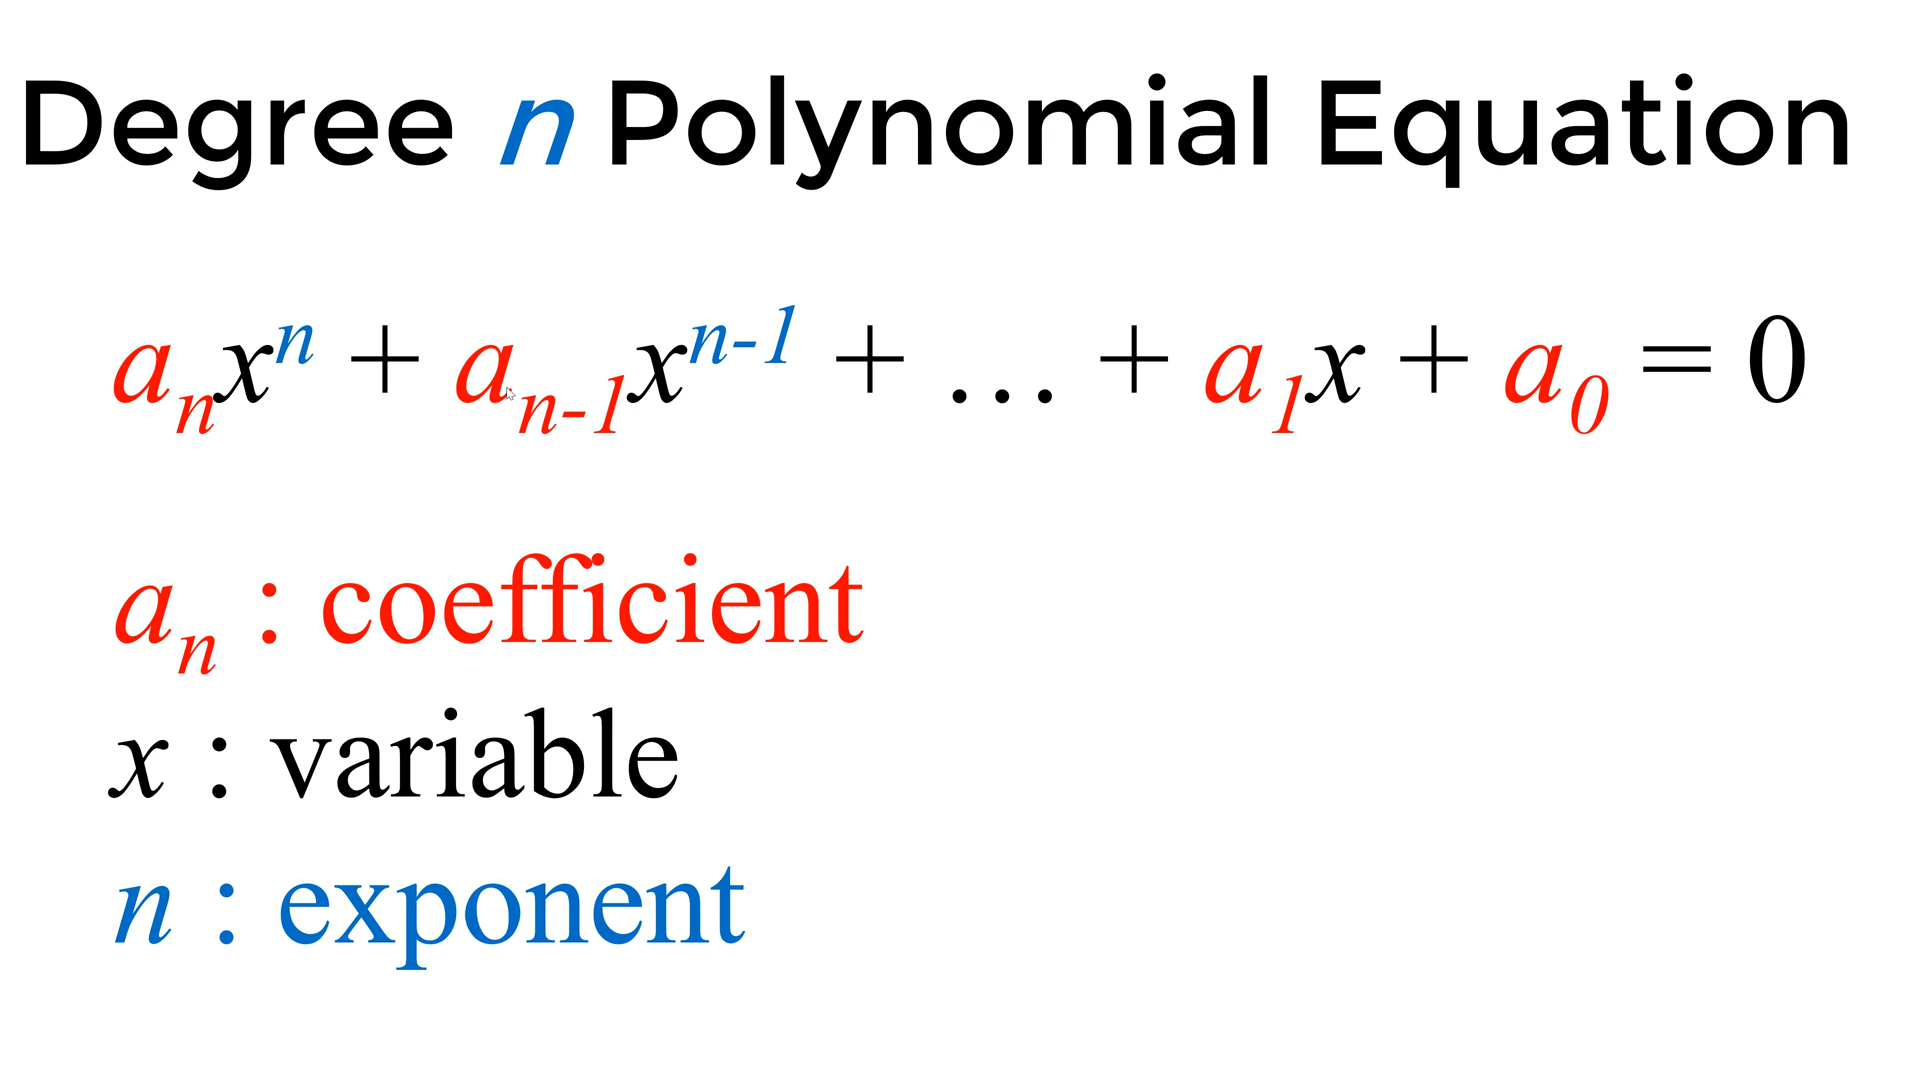 Degree n Polynomial Equation
aₙxⁿ + aₙ₋₁xⁿ⁻¹ + … + a₁x + a₀ = 0
aₙ : coefficient
x : variable
n : exponent